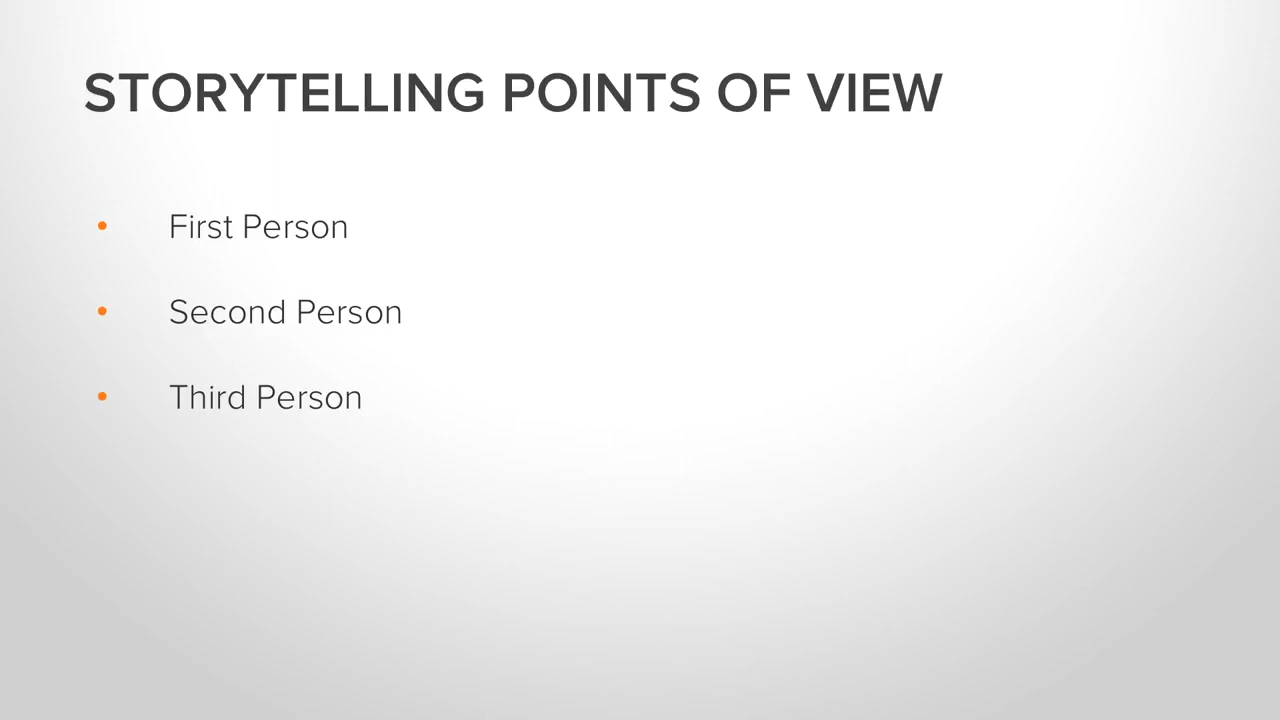 STORYTELLING POINTS OF VIEW
• First Person
• Second Person
• Third Person